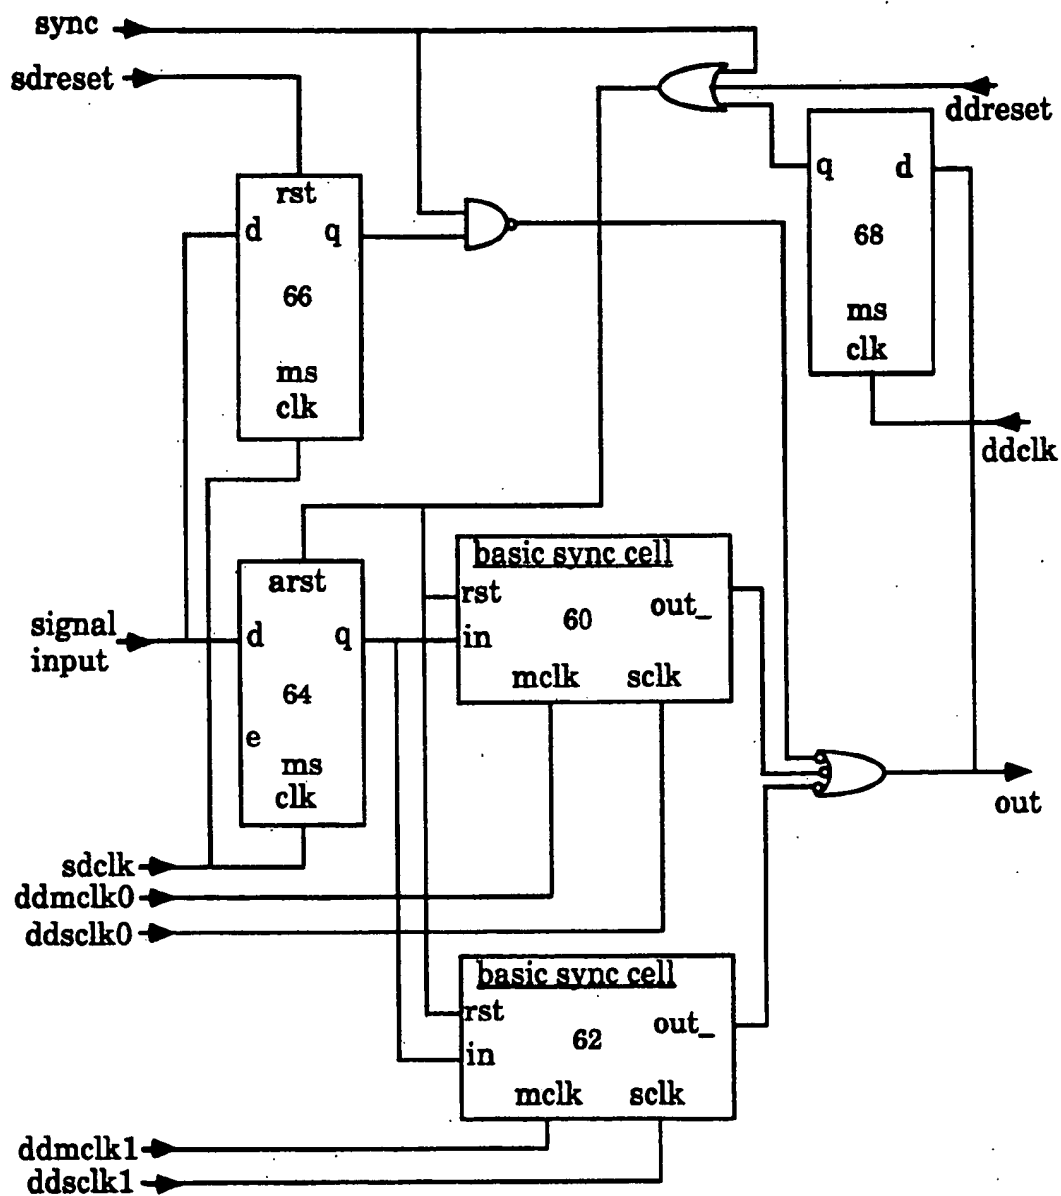 sync
sdreset
ddreset
rst
q
d
d
q
68
66
ms
clk
ms
clk
ddclk
basic sync cell
arst
rst
out_
60
signal
input
d
q
in
mclk
sclk
64
e
ms
clk
out
sdclk
ddmclk0
ddsclk0
basic sync cell
rst
out_
62
in
mclk
sclk
ddmclk1
ddsclk1